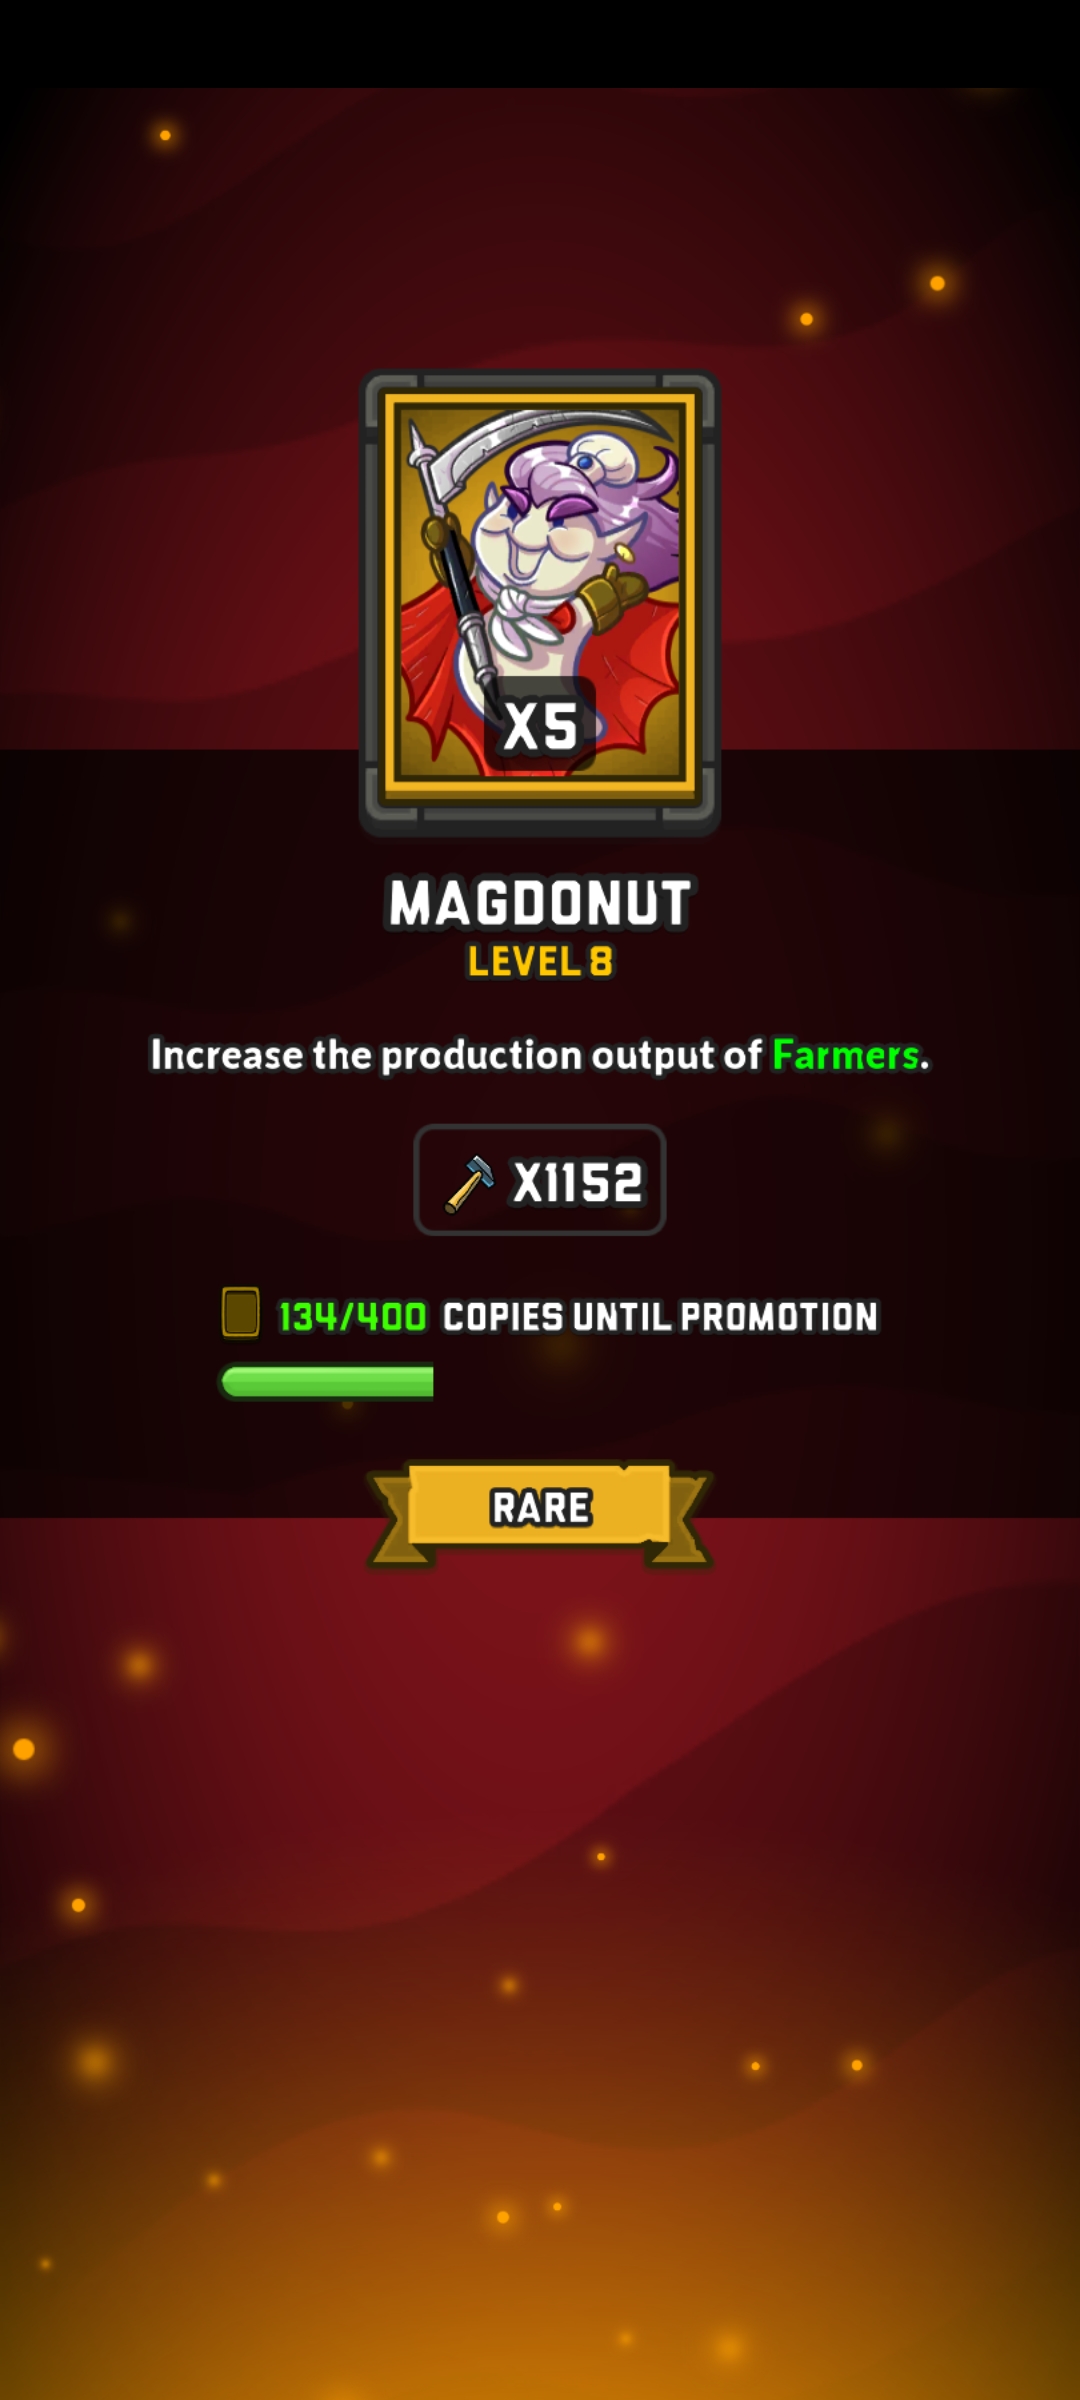 X5
MAGDONUT
LEVEL 8
Increase the production output of Farmers.
X1152
134/400 COPIES UNTIL PROMOTION
RARE